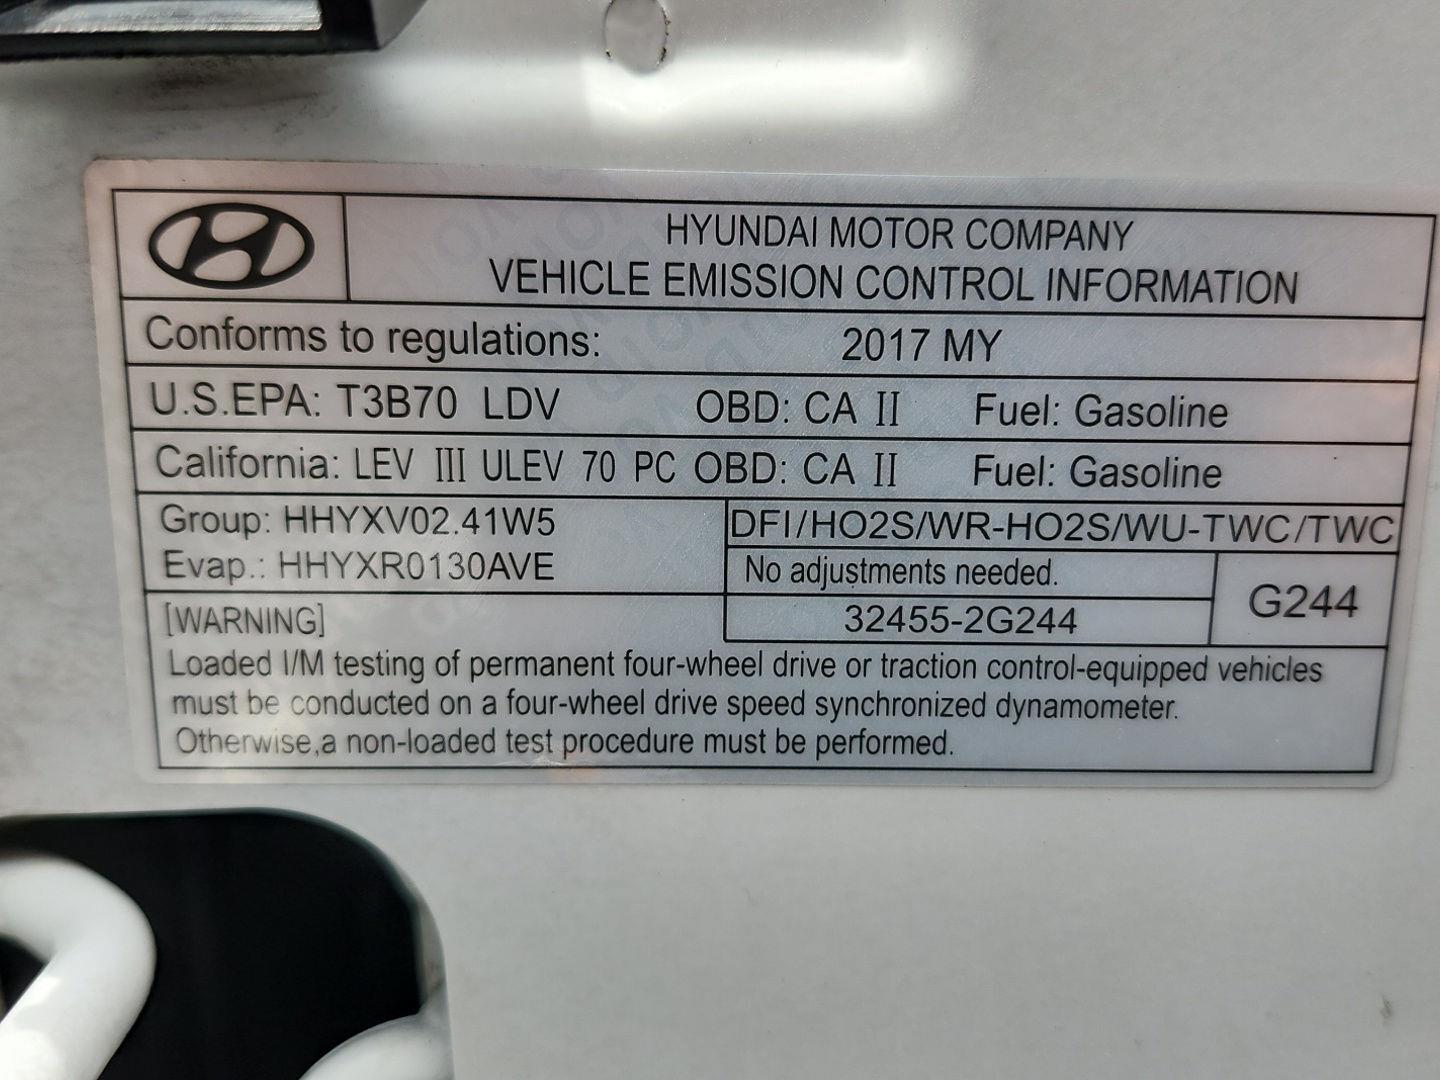 HYUNDAI MOTOR COMPANY
VEHICLE EMISSION CONTROL INFORMATION
Conforms to regulations: 2017 MY
U.S.EPA: T3B70 LDV OBD: CA II Fuel: Gasoline
California: LEV III ULEV 70 PC OBD: CA II Fuel: Gasoline
Group: HHYXV02.41W5 DFI/HO2S/WR-HO2S/WU-TWC/TWC
Evap.: HHYXR0130AVE No adjustments needed.
G244
[WARNING] 32455-2G244
Loaded I/M testing of permanent four-wheel drive or traction control-equipped vehicles
must be conducted on a four-wheel drive speed synchronized dynamometer.
Otherwise,a non-loaded test procedure must be performed.